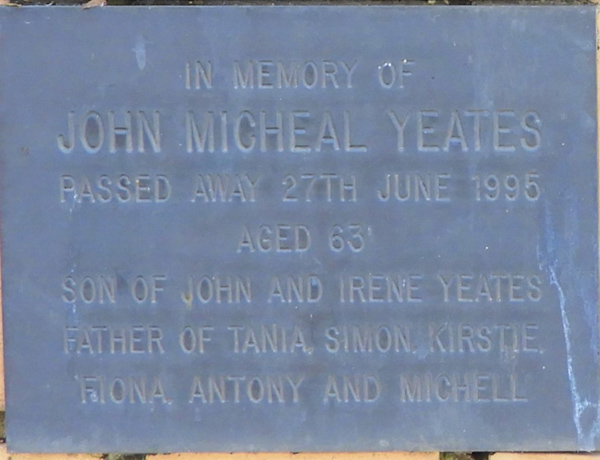 IN MEMORY OF
JOHN MICHEAL YEATES
PASSED AWAY 27TH JUNE 1995
AGED 63
SON OF JOHN AND IRENE YEATES
FATHER OF TANIA, SIMON, KIRSTIE,
FIONA, ANTONY AND MICHELL